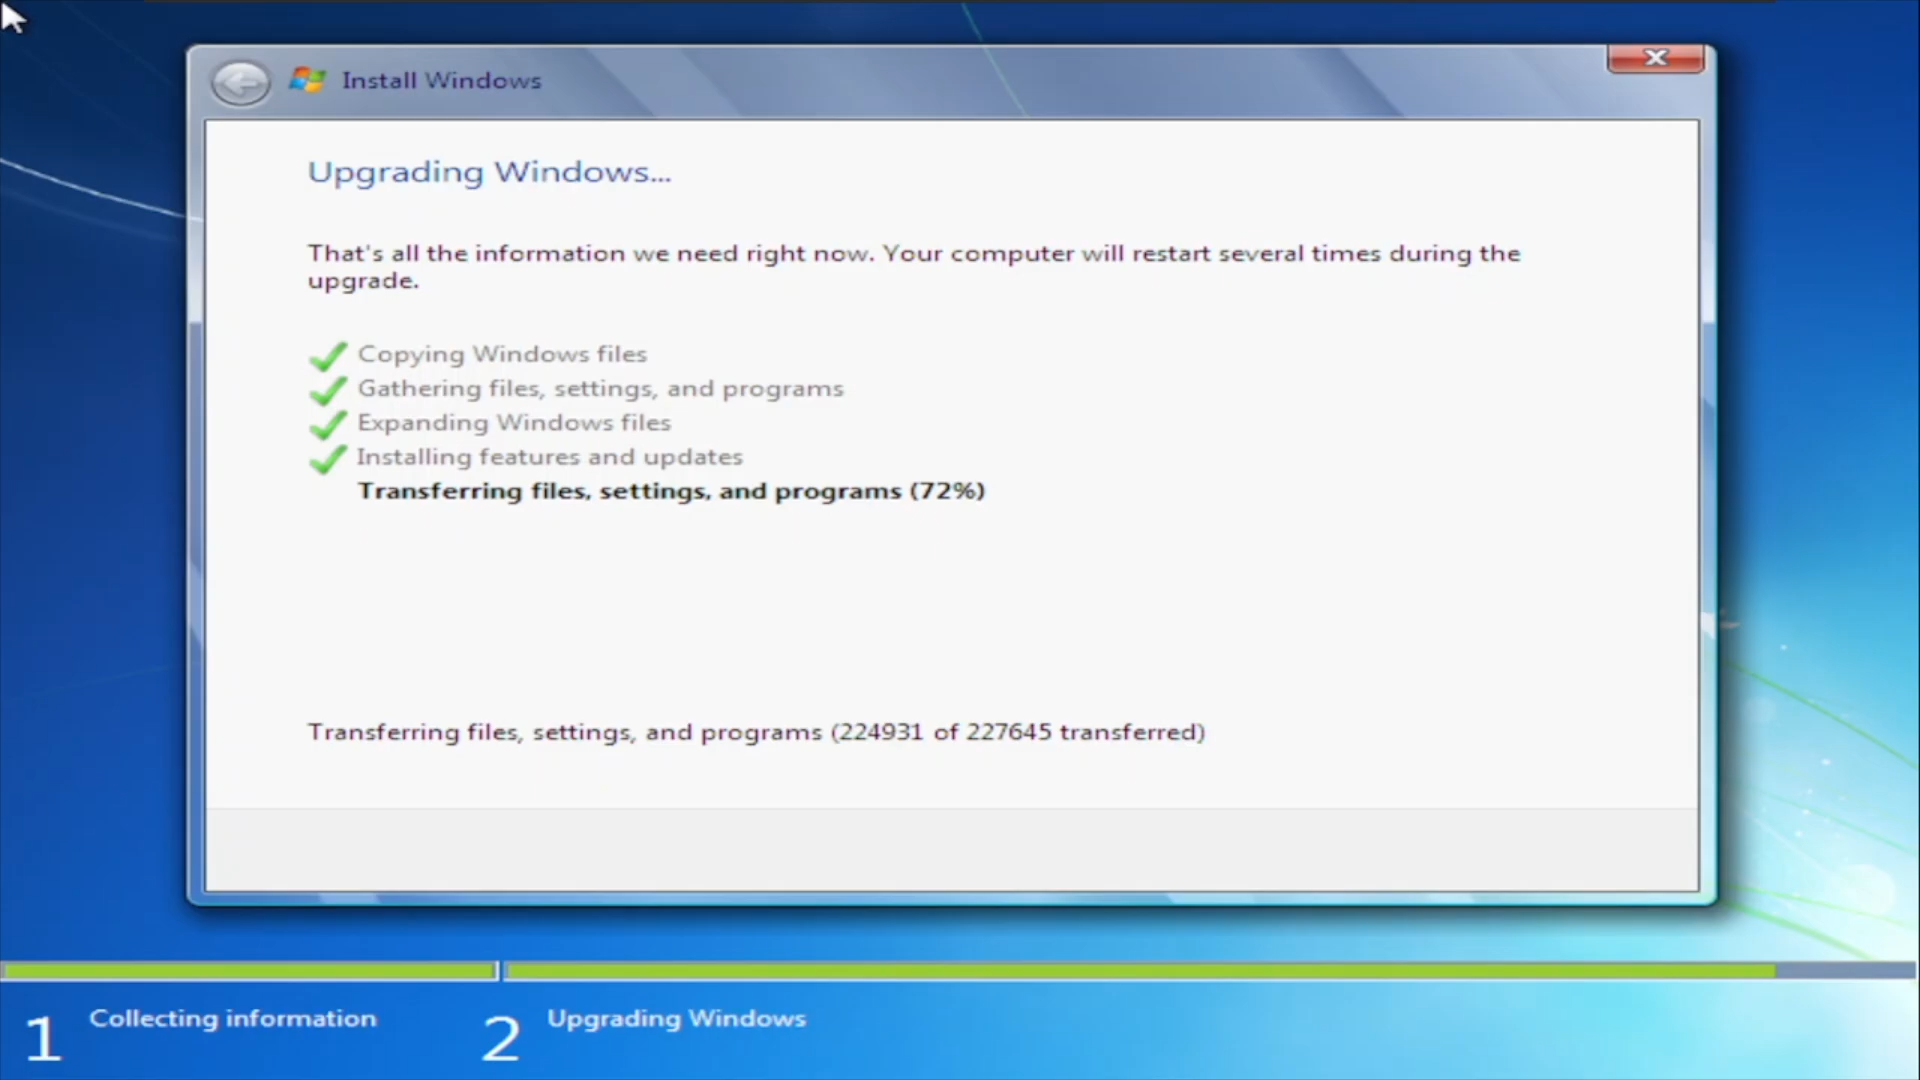 Install Windows
Upgrading Windows...
That's all the information we need right now. Your computer will restart several times during the
upgrade.
Copying Windows files
Gathering files, settings, and programs
Expanding Windows files
Installing features and updates
Transferring files, settings, and programs (72%)
Transferring files, settings, and programs (224931 of 227645 transferred)
1 Collecting information
2 Upgrading Windows